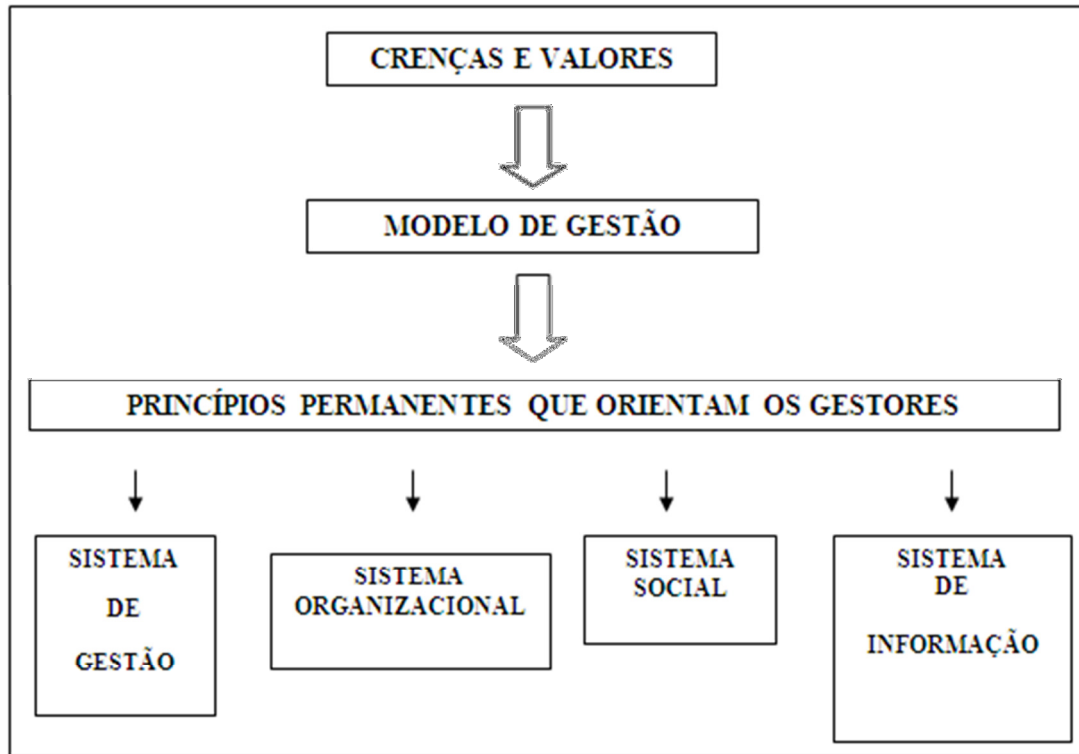 CRENÇAS E VALORES
MODELO DE GESTÃO
PRINCÍPIOS PERMANENTES QUE ORIENTAM OS GESTORES
SISTEMA
DE
GESTÃO
SISTEMA
ORGANIZACIONAL
SISTEMA
SOCIAL
SISTEMA
DE
INFORMAÇÃO